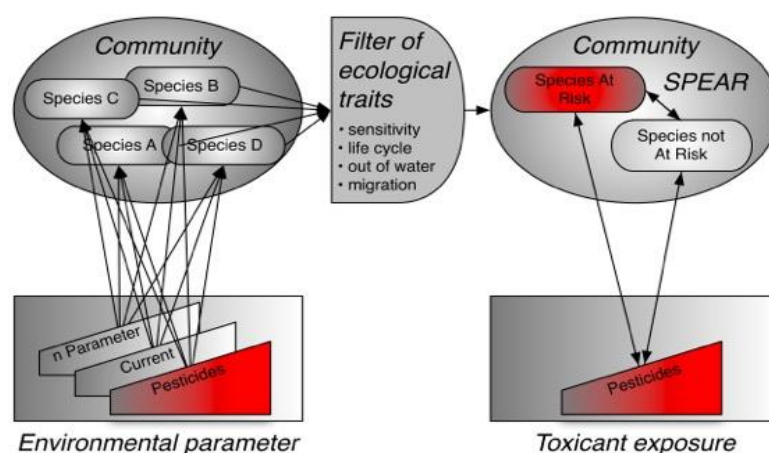 Community
Species B
Species C
Species A
Species D
n Parameter
Current
Pesticides
Environmental parameter
Filter of
ecological
traits
• sensitivity
• life cycle
• out of water
• migration
Community
Species At
Risk
SPEAR
Species not
At Risk
Pesticides
Toxicant exposure